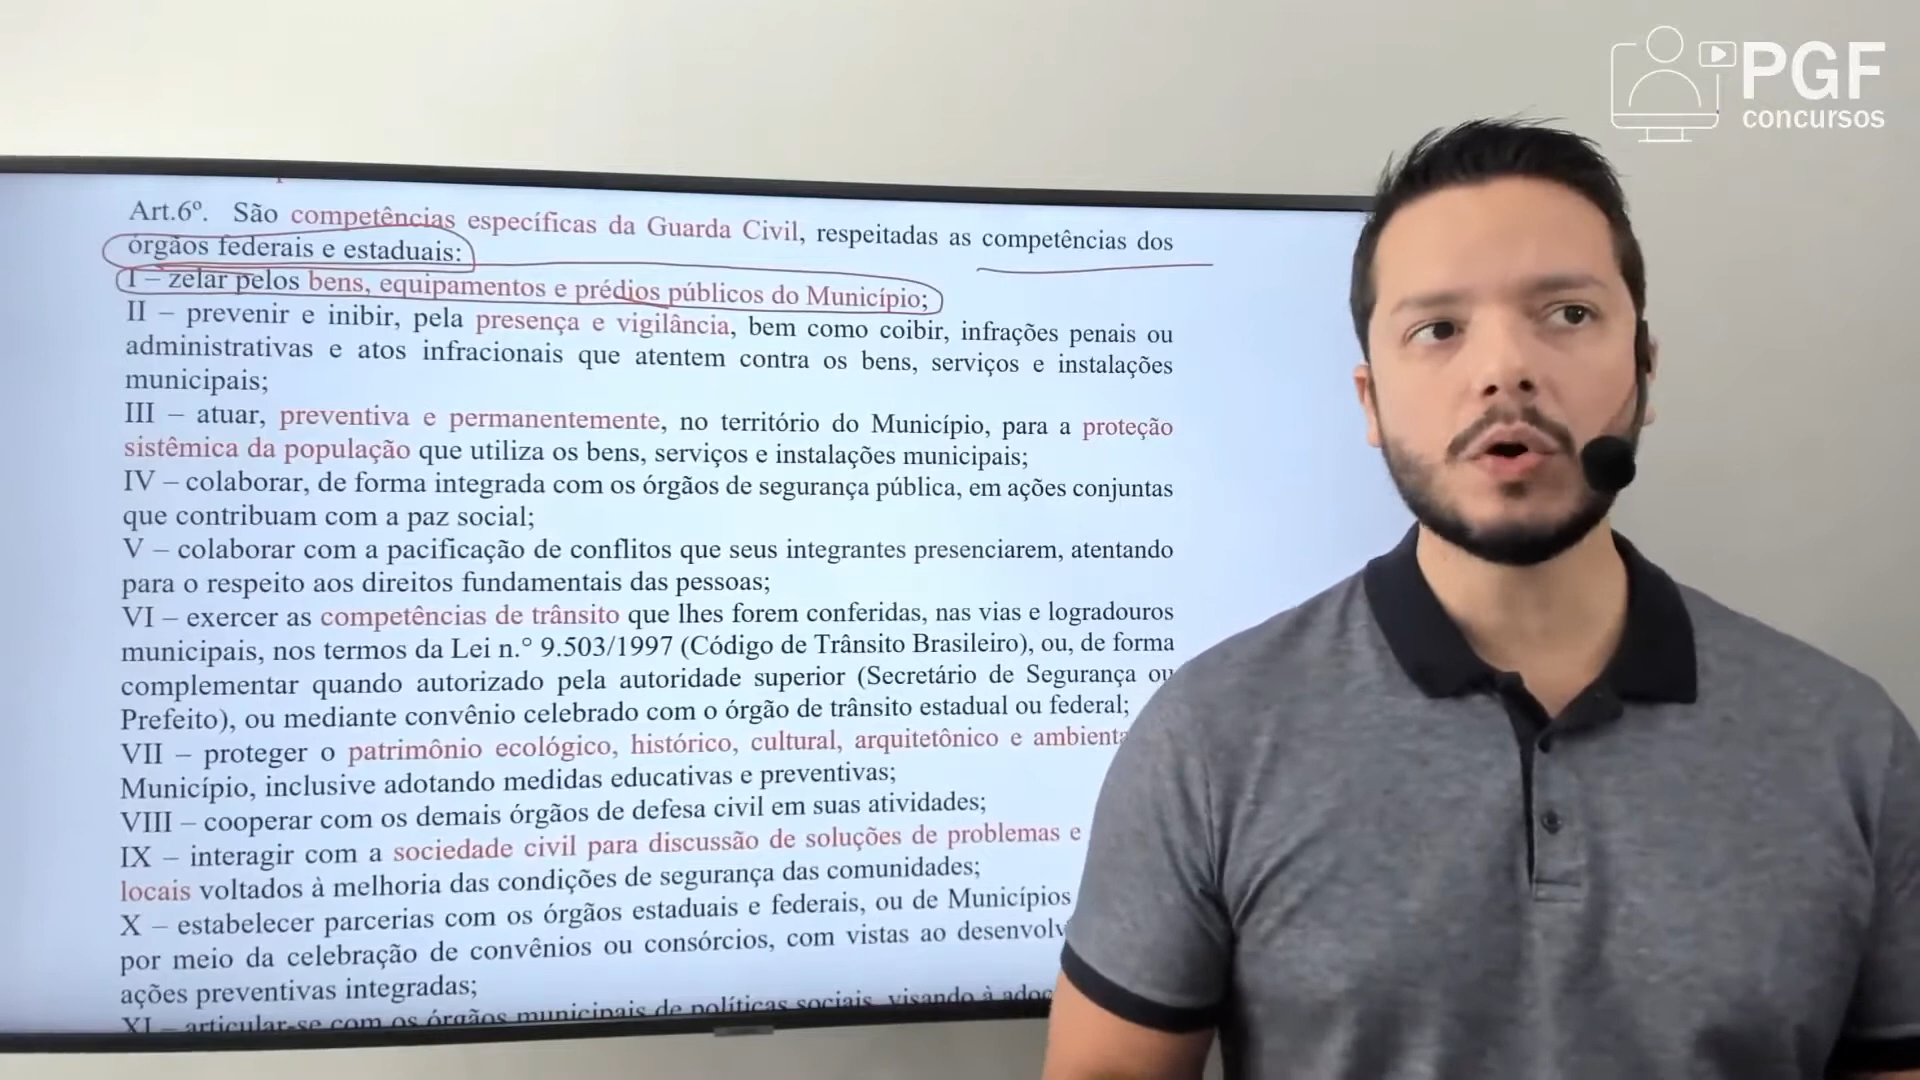 PGF
concursos
Art.6º. São competências específicas da Guarda Civil, respeitadas as competências dos
órgãos federais e estaduais:
I – zelar pelos bens, equipamentos e prédios públicos do Município;
II – prevenir e inibir, pela presença e vigilância, bem como coibir, infrações penais ou
administrativas e atos infracionais que atentem contra os bens, serviços e instalações
municipais;
III – atuar, preventiva e permanentemente, no território do Município, para a proteção
sistêmica da população que utiliza os bens, serviços e instalações municipais;
IV – colaborar, de forma integrada com os órgãos de segurança pública, em ações conjuntas
que contribuam com a paz social;
V – colaborar com a pacificação de conflitos que seus integrantes presenciarem, atentando
para o respeito aos direitos fundamentais das pessoas;
VI – exercer as competências de trânsito que lhes forem conferidas, nas vias e logradouros
municipais, nos termos da Lei n.° 9.503/1997 (Código de Trânsito Brasileiro), ou, de forma
complementar quando autorizado pela autoridade superior (Secretário de Segurança ou
Prefeito), ou mediante convênio celebrado com o órgão de trânsito estadual ou federal;
VII – proteger o patrimônio ecológico, histórico, cultural, arquitetônico e
Município, inclusive adotando medidas educativas e preventivas;
VIII – cooperar com os demais órgãos de defesa civil em suas atividades;
IX – interagir com a sociedade civil para discussão de soluções de problemas e
locais voltados à melhoria das condições de segurança das comunidades;
X – estabelecer parcerias com os órgãos estaduais e federais, ou de Municípios
por meio da celebração de convênios ou consórcios, com vistas ao
ações preventivas integradas;
XI – articular-se com os órgãos municipais de políticas sociais, visando à